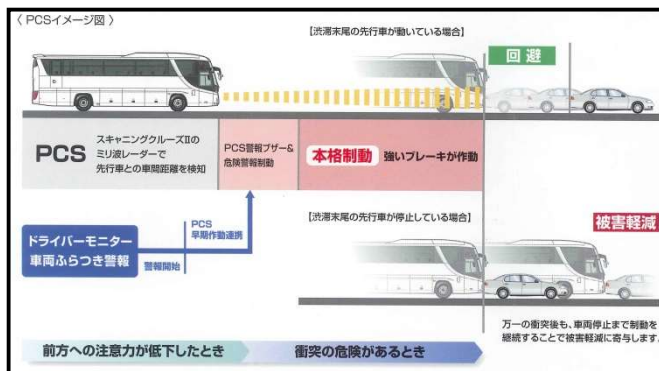 〈 PCSイメージ図 〉
【渋滞末尾の先行車が動いている場合】
回 避
PCS
スキャニングクルーズⅡの
ミリ波レーダーで
先行車との車間距離を検知
PCS警報ブザー&
危険警報制動
本格制動 強いブレーキが作動
ドライバーモニター
車両ふらつき警報
警報開始
PCS
早期作動連携
【渋滞末尾の先行車が停止している場合】
被害軽減
万一の衝突後も、車両停止まで制動を
継続することで被害軽減に寄与します。
前方への注意力が低下したとき
衝突の危険があるとき